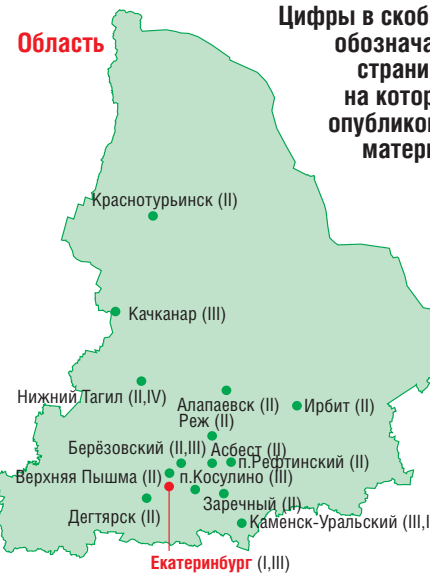 Цифры в скоб
Область
обознача
страни
на котор
опубликов
матери
Краснотурьинск (II)
Качканар (III)
Нижний Тагил (II,IV)
Алапаевск (II)
Ирбит (II)
Реж (II)
Берёзовский (II,III)
Асбест (II)
п.Рефтинский (II)
Верхняя Пышма (II)
п.Косулино (III)
Заречный (II)
Дегтярск (II)
Каменск-Уральский (III,I
Екатеринбург (I,III)